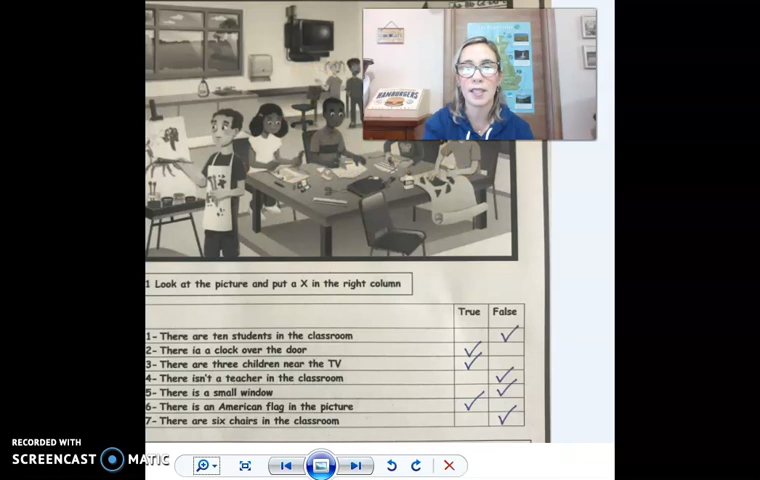 HAMBURGERS
1 Look at the picture and put a X in the right column
True False
1- There are ten students in the classroom
2- There ia a clock over the door
3- There are three children near the TV
4- There isn't a teacher in the classroom
5- There is a small window
6- There is an American flag in the picture
7- There are six chairs in the classroom
RECORDED WITH
SCREENCAST MATIC